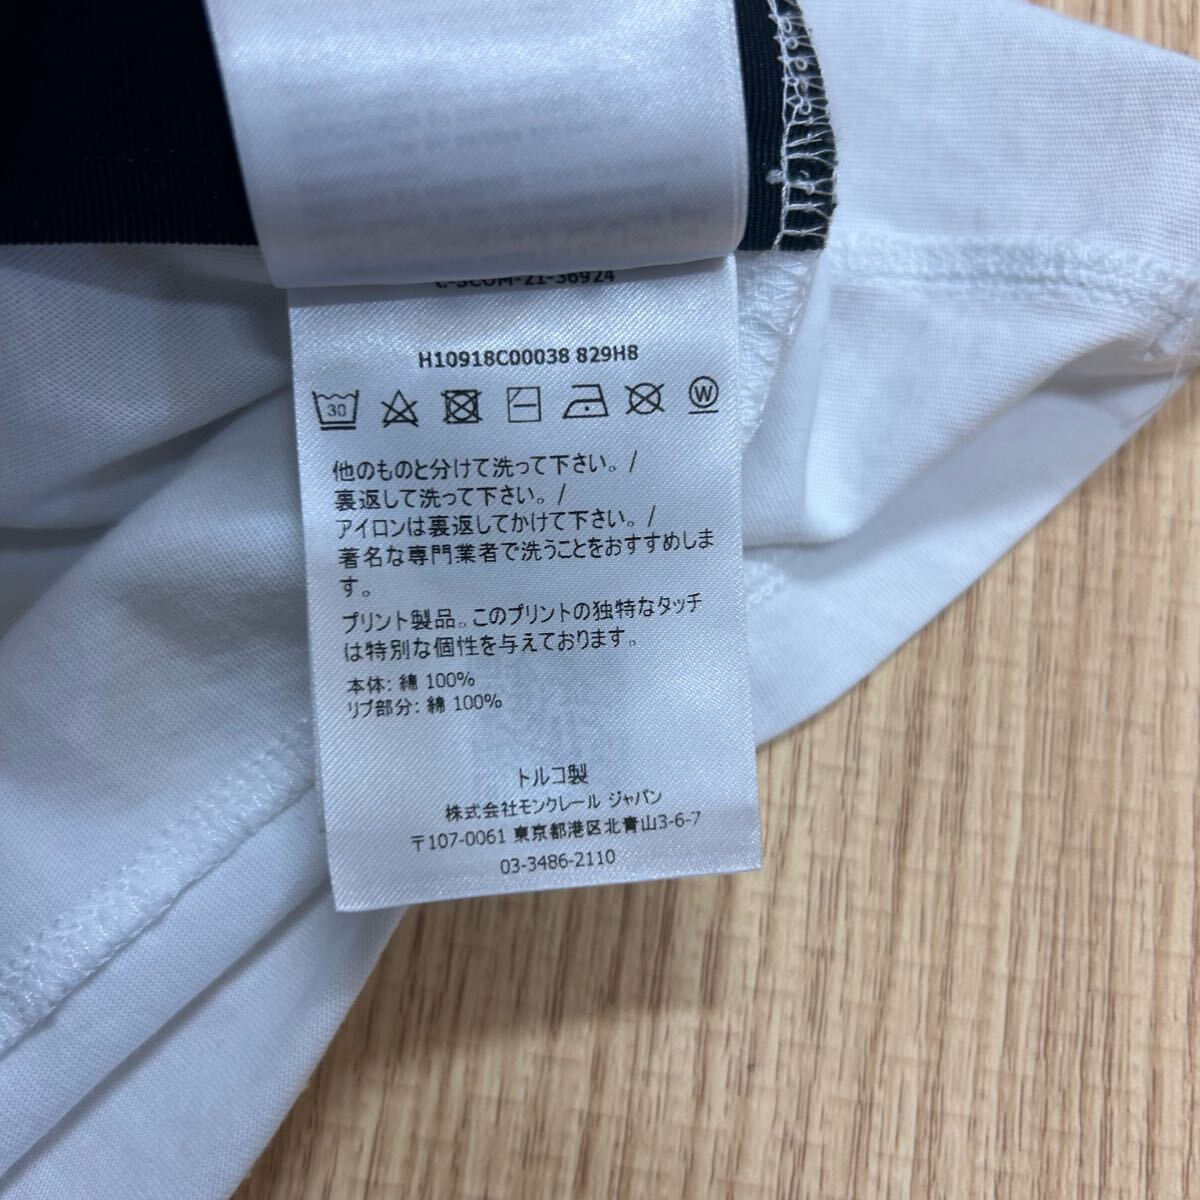 -SCOM-21-36924
H10918C00038 829H8
30 W
他のものと分けて洗って下さい。/
裏返して洗って下さい。/
アイロンは裏返してかけて下さい。/
著名な専門業者で洗うことをおすすめしま
す。
プリント製品。このプリントの独特なタッチ
は特別な個性を与えております。
本体: 綿 100%
リブ部分: 綿 100%
トルコ製
株式会社モンクレール ジャパン
〒107-0061 東京都港区北青山3-6-7
03-3486-2110